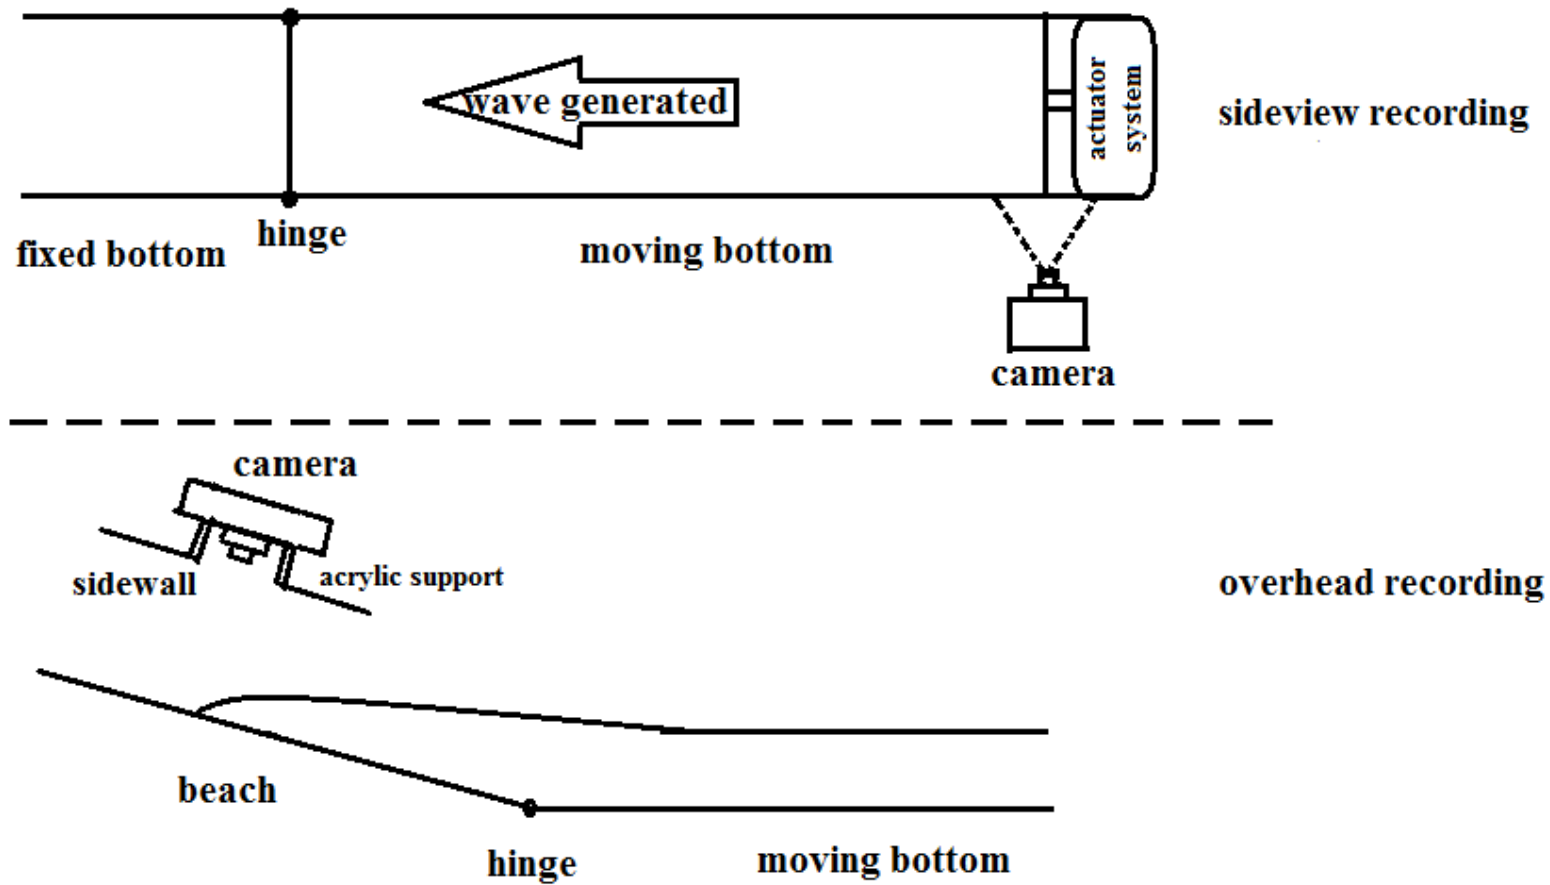 wave generated
actuator
system
sideview recording
hinge
fixed bottom
moving bottom
camera
camera
sidewall
acrylic support
overhead recording
beach
hinge
moving bottom